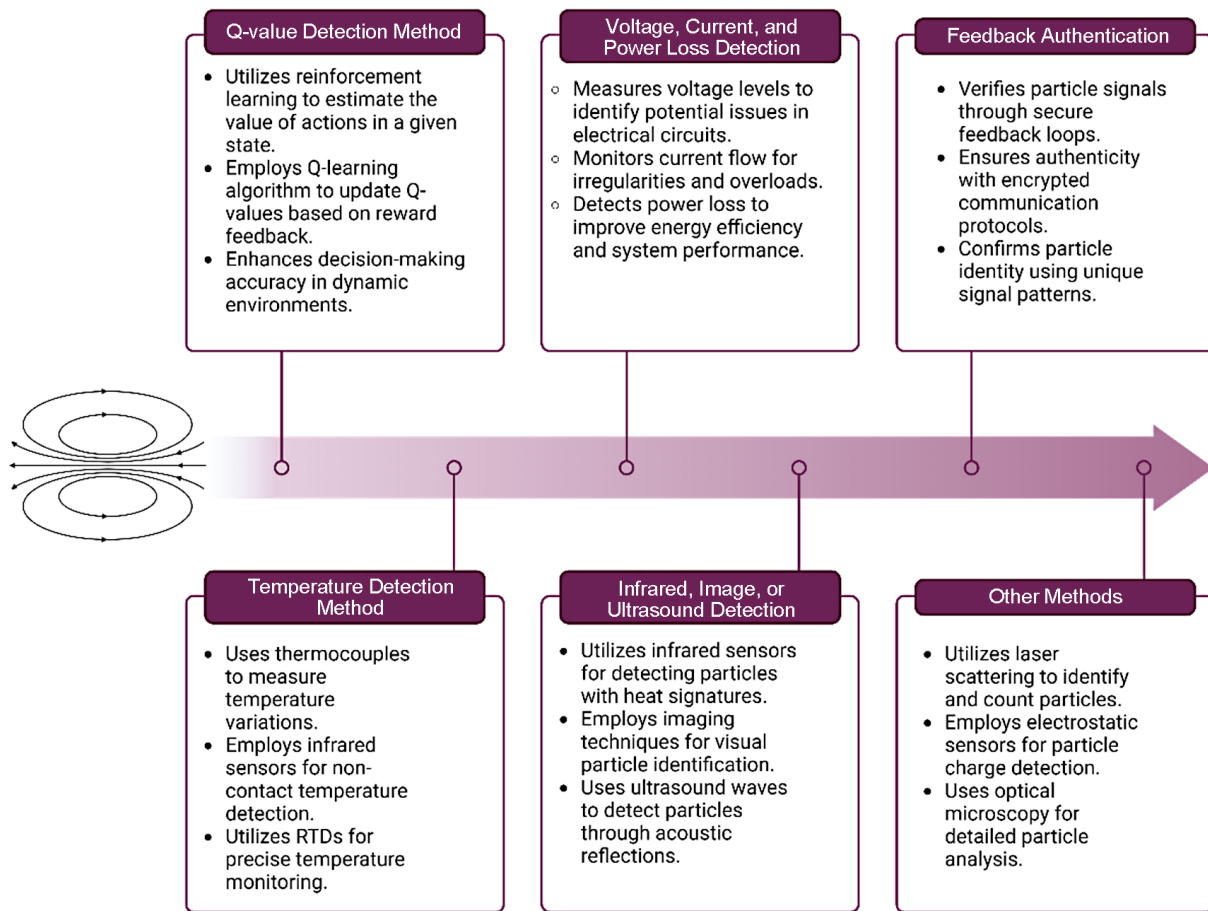 Q-value Detection Method
• Utilizes reinforcement
learning to estimate the
value of actions in a given
state.
• Employs Q-learning
algorithm to update Q-
values based on reward
feedback.
• Enhances decision-making
accuracy in dynamic
environments.
Voltage, Current, and
Power Loss Detection
○ Measures voltage levels to
identify potential issues in
electrical circuits.
○ Monitors current flow for
irregularities and overloads.
○ Detects power loss to
improve energy efficiency
and system performance.
Feedback Authentication
• Verifies particle signals
through secure
feedback loops.
• Ensures authenticity
with encrypted
communication
protocols.
• Confirms particle
identity using unique
signal patterns.
Temperature Detection
Method
• Uses thermocouples
to measure
temperature
variations.
• Employs infrared
sensors for non-
contact temperature
detection.
• Utilizes RTDs for
precise temperature
monitoring.
Infrared, Image, or
Ultrasound Detection
• Utilizes infrared sensors
for detecting particles
with heat signatures.
• Employs imaging
techniques for visual
particle identification.
• Uses ultrasound waves
to detect particles
through acoustic
reflections.
Other Methods
• Utilizes laser
scattering to identify
and count particles.
• Employs electrostatic
sensors for particle
charge detection.
• Uses optical
microscopy for
detailed particle
analysis.